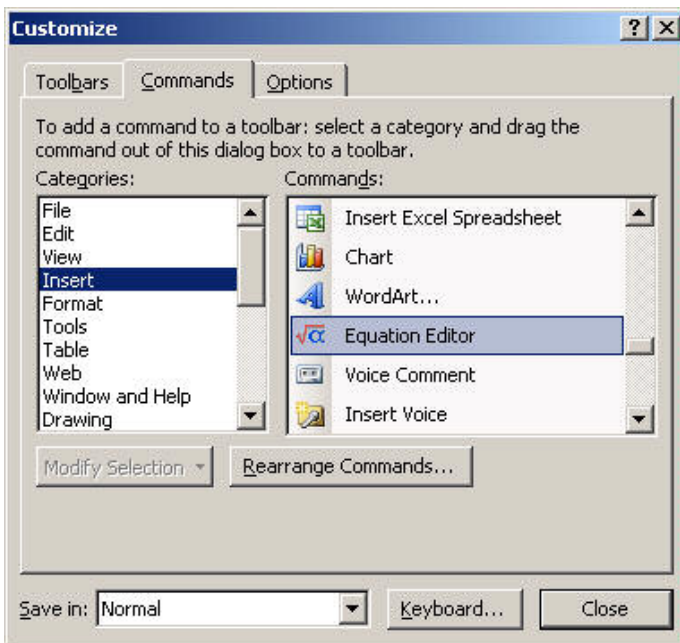 Customize
Toolbars Commands Options
To add a command to a toolbar: select a category and drag the
command out of this dialog box to a toolbar.
Categories:
File
Edit
View
Insert
Format
Tools
Table
Web
Window and Help
Drawing
Commands:
Insert Excel Spreadsheet
Chart
WordArt...
Equation Editor
Voice Comment
Insert Voice
Modify Selection
Rearrange Commands...
Save in: Normal
Keyboard...
Close